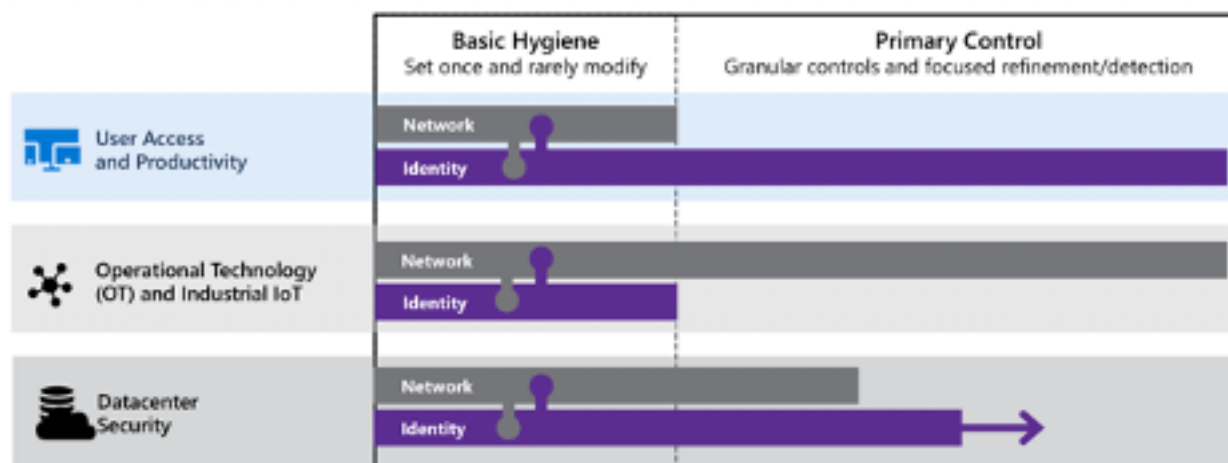 Basic Hygiene
Set once and rarely modify
Primary Control
Granular controls and focused refinement/detection
User Access
and Productivity
Network
Identity
Operational Technology
(OT) and Industrial IoT
Network
Identity
Datacenter
Security
Network
Identity